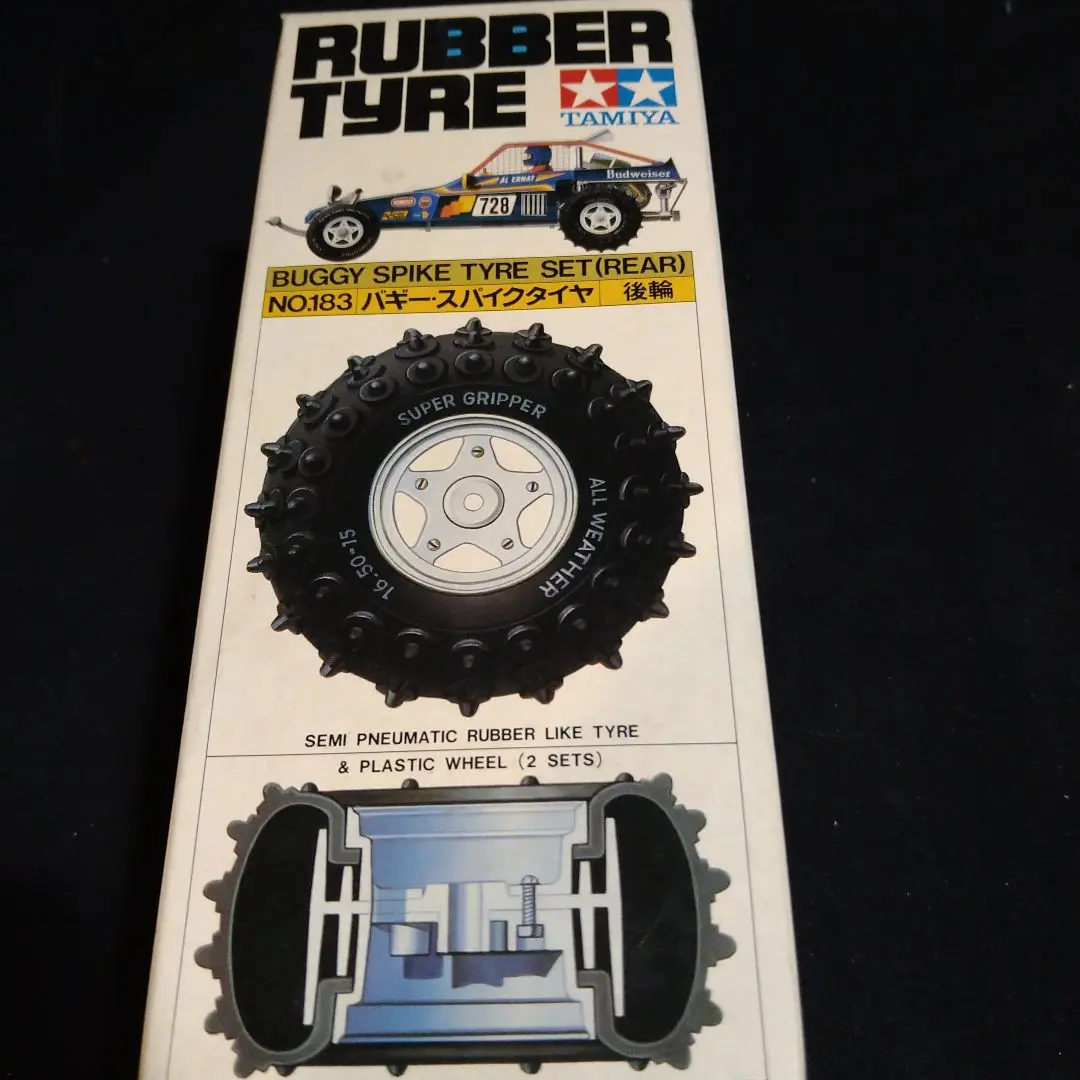 RUBBER
TYRE
TAMIYA
AL ERNAT
Budweiser
728
BUGGY SPIKE TYRE SET (REAR)
NO.183 バギー・スパイクタイヤ 後輪
SUPER GRIPPER
ALL WEATHER
16.50-15
SEMI PNEUMATIC RUBBER LIKE TYRE
& PLASTIC WHEEL (2 SETS)